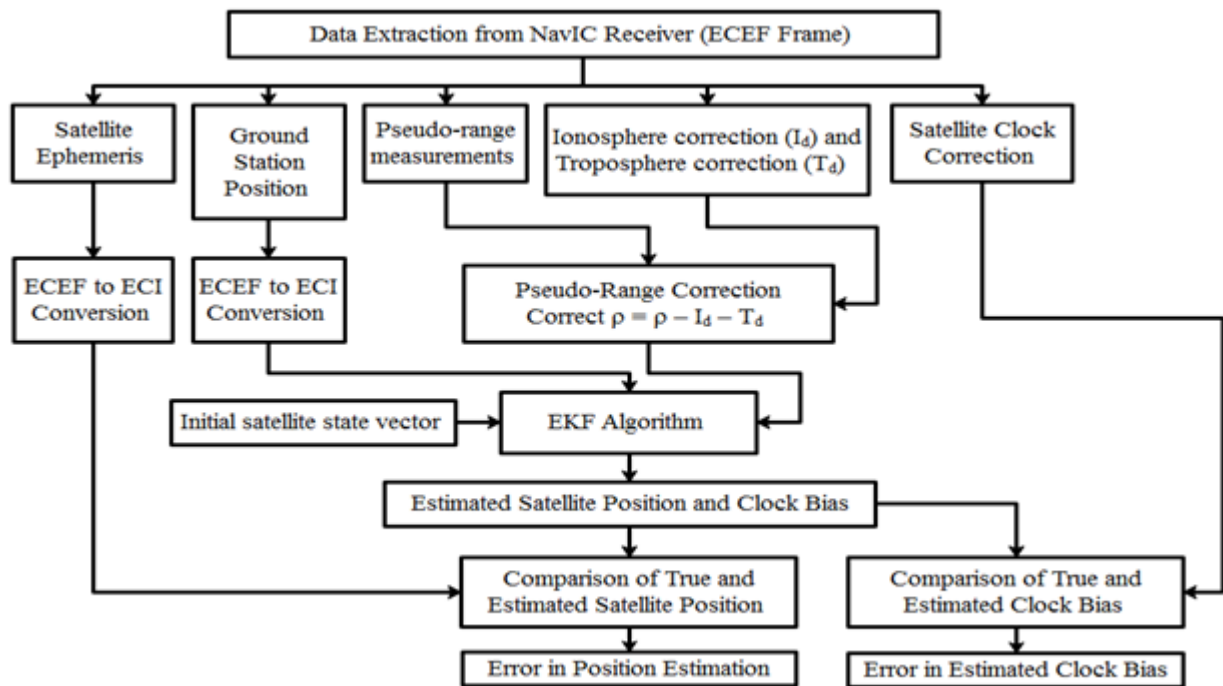 Data Extraction from NavIC Receiver (ECEF Frame)
Satellite
Ephemeris
Ground
Station
Position
Pseudo-range
measurements
Ionosphere correction (I_d) and
Troposphere correction (T_d)
Satellite Clock
Correction
ECEF to ECI
Conversion
ECEF to ECI
Conversion
Pseudo-Range Correction
Correct ρ = ρ – I_d – T_d
Initial satellite state vector
EKF Algorithm
Estimated Satellite Position and Clock Bias
Comparison of True and
Estimated Satellite Position
Comparison of True and
Estimated Clock Bias
Error in Position Estimation
Error in Estimated Clock Bias